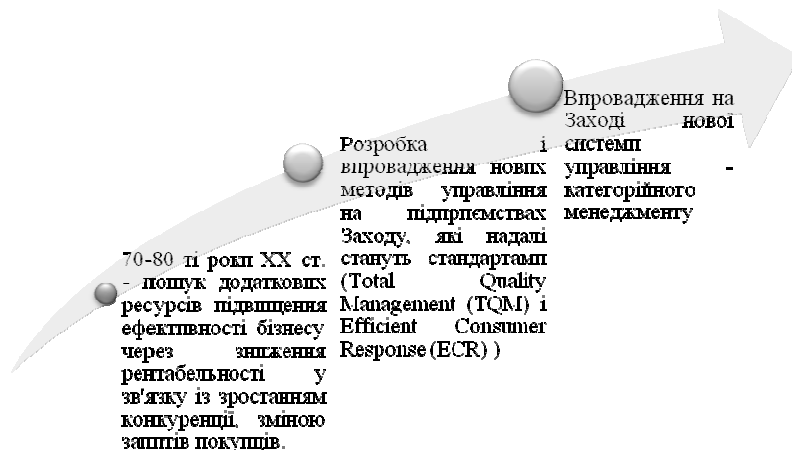 70-80 ті роки ХХ ст.
- пошук додаткових
ресурсів підвищення
ефективності бізнесу
через зниження
рентабельності у
зв'язку із зростанням
конкуренції, зміною
запитів покупців.
Розробка і
впровадження нових
методів управління
на підприємствах
Заходу, які надалі
стануть стандартами
(Total Quality
Management (TQM) і
Efficient Consumer
Response (ECR) )
Впровадження на
Заході нової
системи
управління -
категорійного
менеджменту